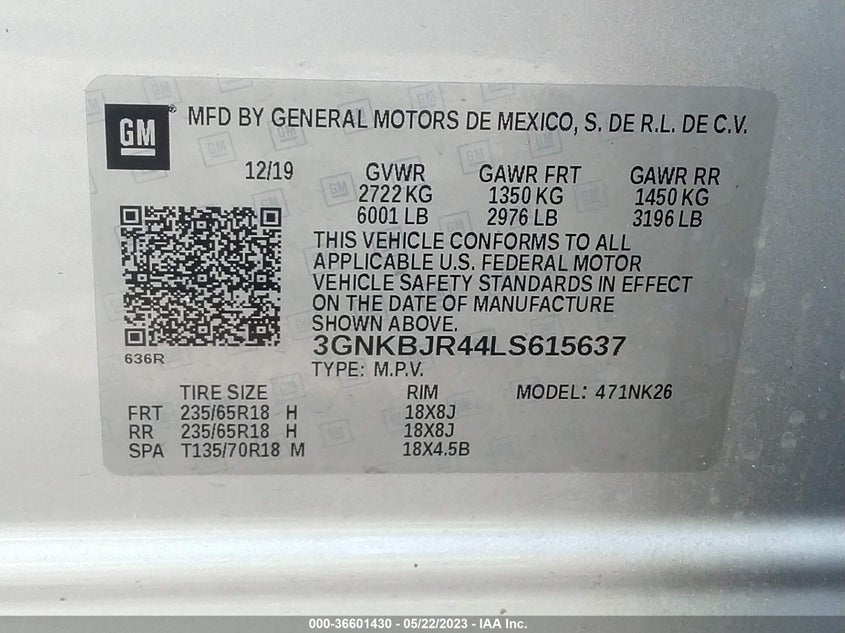 GM ® MFD BY GENERAL MOTORS DE MEXICO, S. DE R.L. DE C.V.
12/19 GVWR GAWR FRT GAWR RR
2722 KG 1350 KG 1450 KG
6001 LB 2976 LB 3196 LB
THIS VEHICLE CONFORMS TO ALL
APPLICABLE U.S. FEDERAL MOTOR
VEHICLE SAFETY STANDARDS IN EFFECT
ON THE DATE OF MANUFACTURE
SHOWN ABOVE.
3GNKBJR44LS615637
636R
TYPE: M.P.V.
TIRE SIZE RIM MODEL: 471NK26
FRT 235/65R18 H 18X8J
RR 235/65R18 H 18X8J
SPA T135/70R18 M 18X4.5B
000-36601430 - 05/22/2023 - IAA Inc.